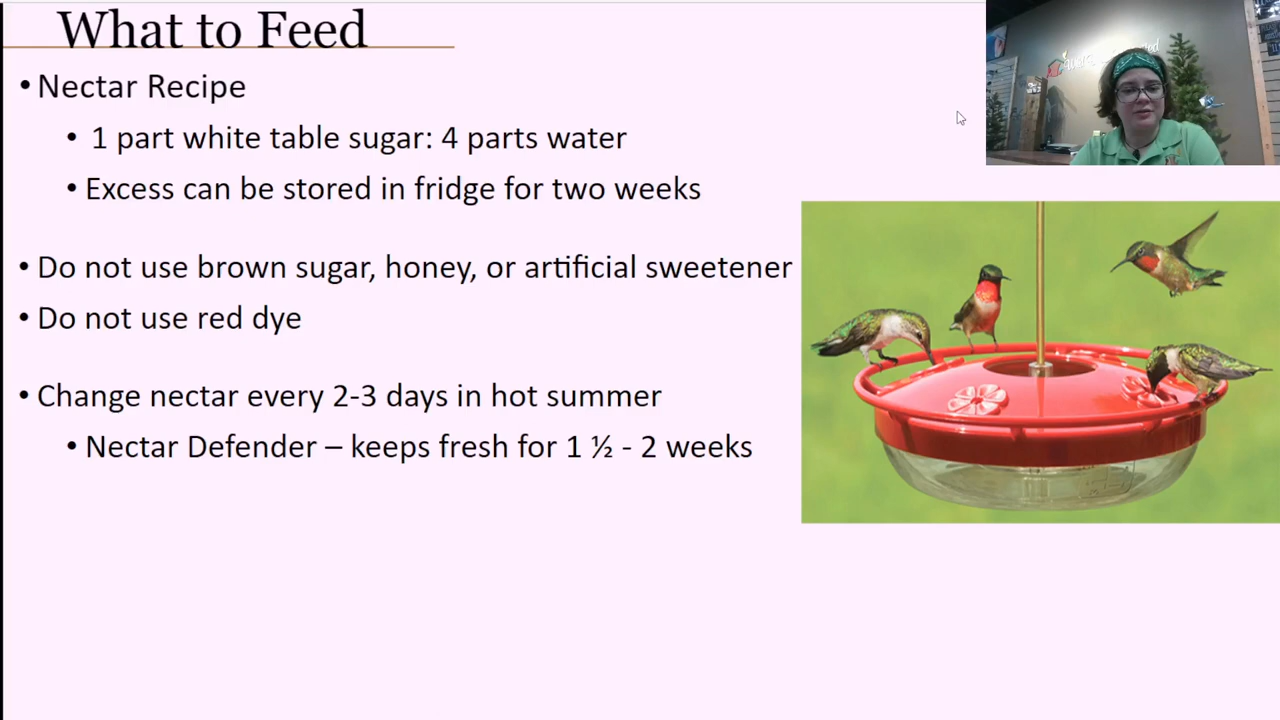 What to Feed
• Nectar Recipe
• 1 part white table sugar: 4 parts water
• Excess can be stored in fridge for two weeks
• Do not use brown sugar, honey, or artificial sweetener
• Do not use red dye
• Change nectar every 2-3 days in hot summer
• Nectar Defender – keeps fresh for 1 ½ - 2 weeks